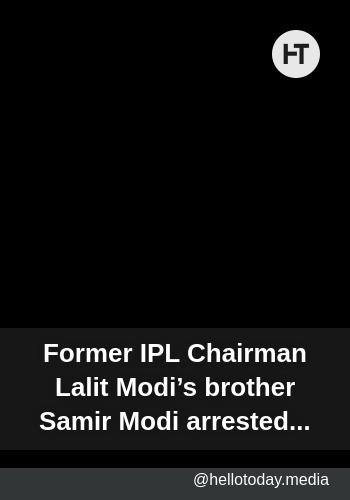 HT
Former IPL Chairman
Lalit Modi’s brother
Samir Modi arrested...
@hellotoday.media